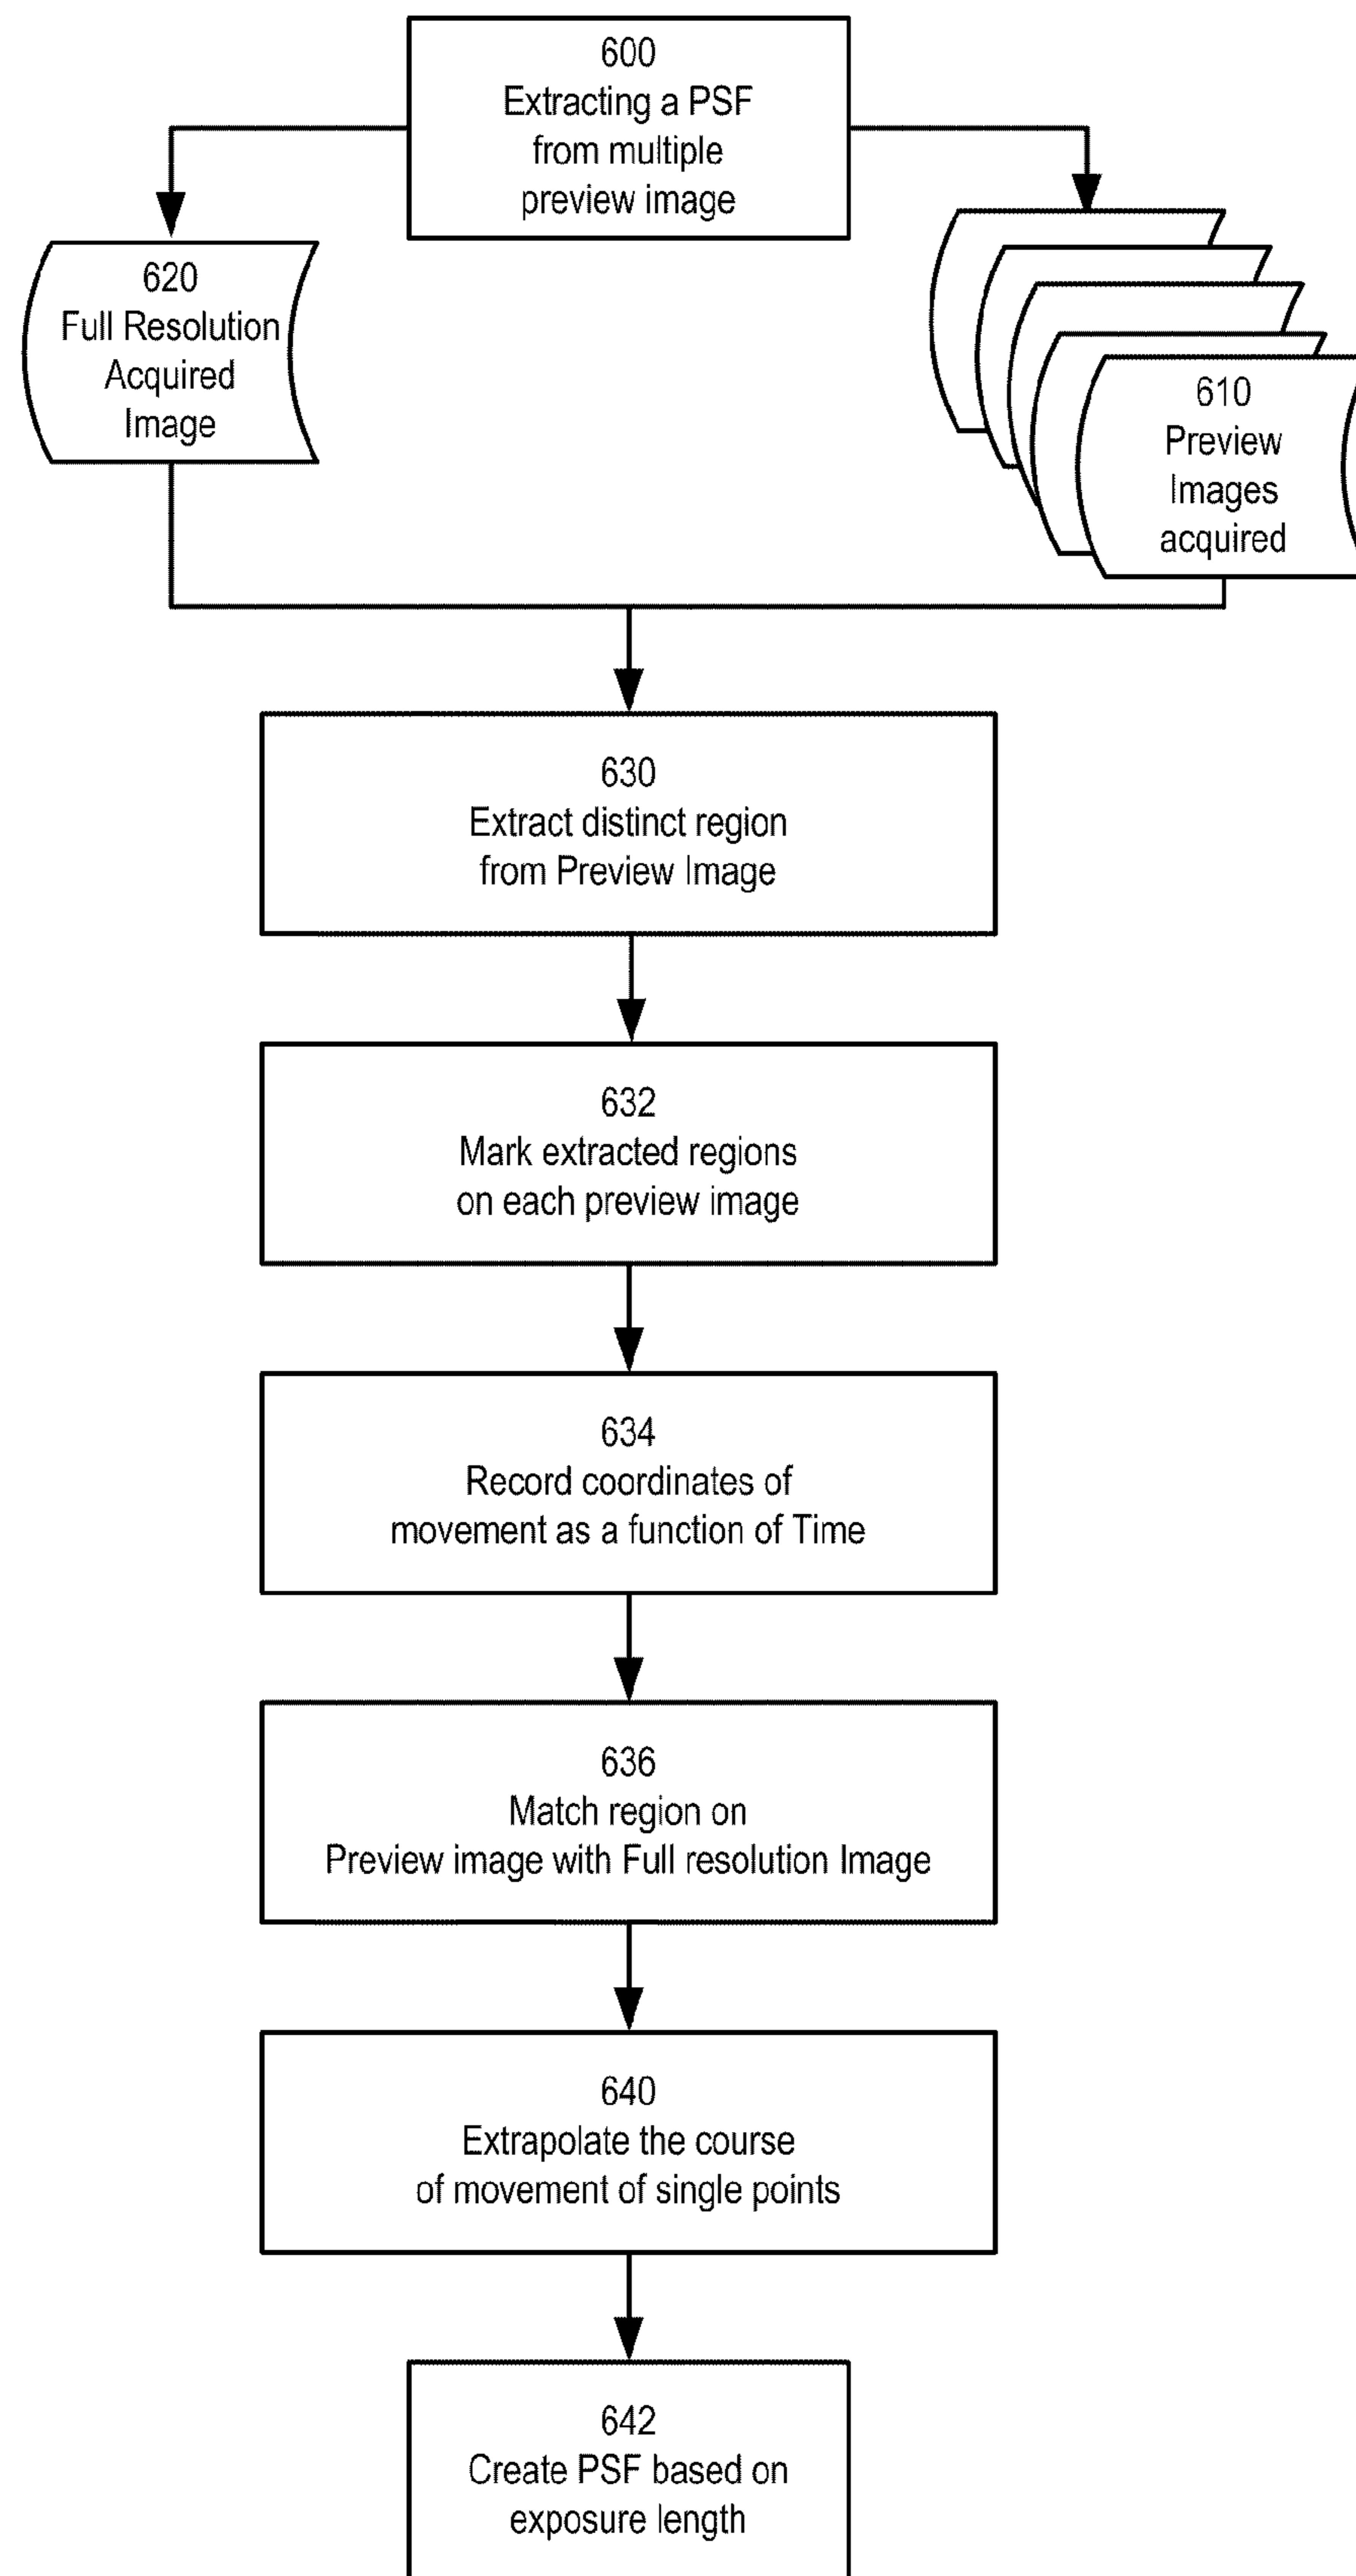 600
Extracting a PSF
from multiple
preview image
620
Full Resolution
Acquired
Image
610
Preview
Images
acquired
630
Extract distinct region
from Preview Image
632
Mark extracted regions
on each preview image
634
Record coordinates of
movement as a function of Time
636
Match region on
Preview image with Full resolution Image
640
Extrapolate the course
of movement of single points
642
Create PSF based on
exposure length